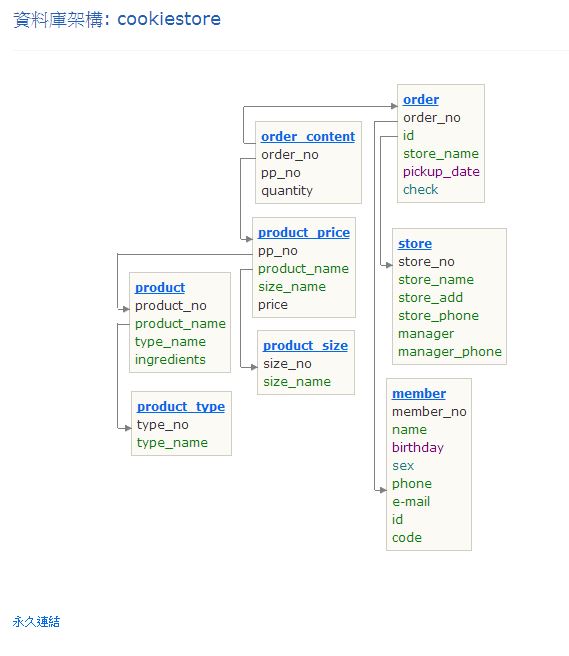 資料庫架構: cookiestore
order
order_no
id
store_name
pickup_date
check
order_content
order_no
pp_no
quantity
product_price
pp_no
product_name
size_name
price
store
store_no
store_name
store_add
store_phone
manager
manager_phone
product
product_no
product_name
type_name
ingredients
product_size
size_no
size_name
product_type
type_no
type_name
member
member_no
name
birthday
sex
phone
e-mail
id
code
永久連結